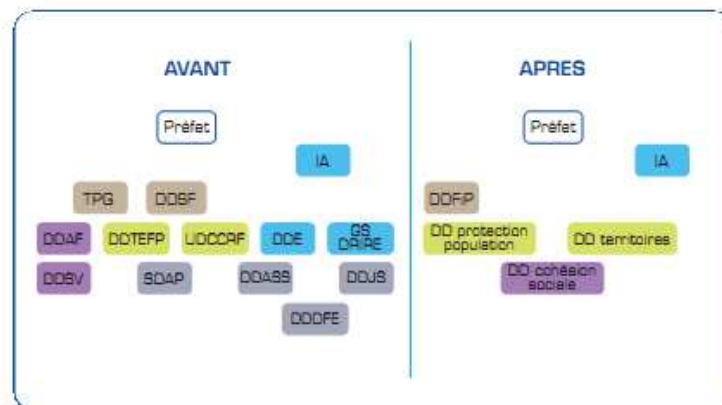 AVANT
APRES
Préfet
Préfet
IA
IA
TPG
DDSF
DDFiP
DDAF
DDTEFP
UDCCRF
DDE
GS
DRIRE
DD protection
population
DD territoires
DDSV
SDAP
DDASS
DDJS
DD cohésion
sociale
DDDFE